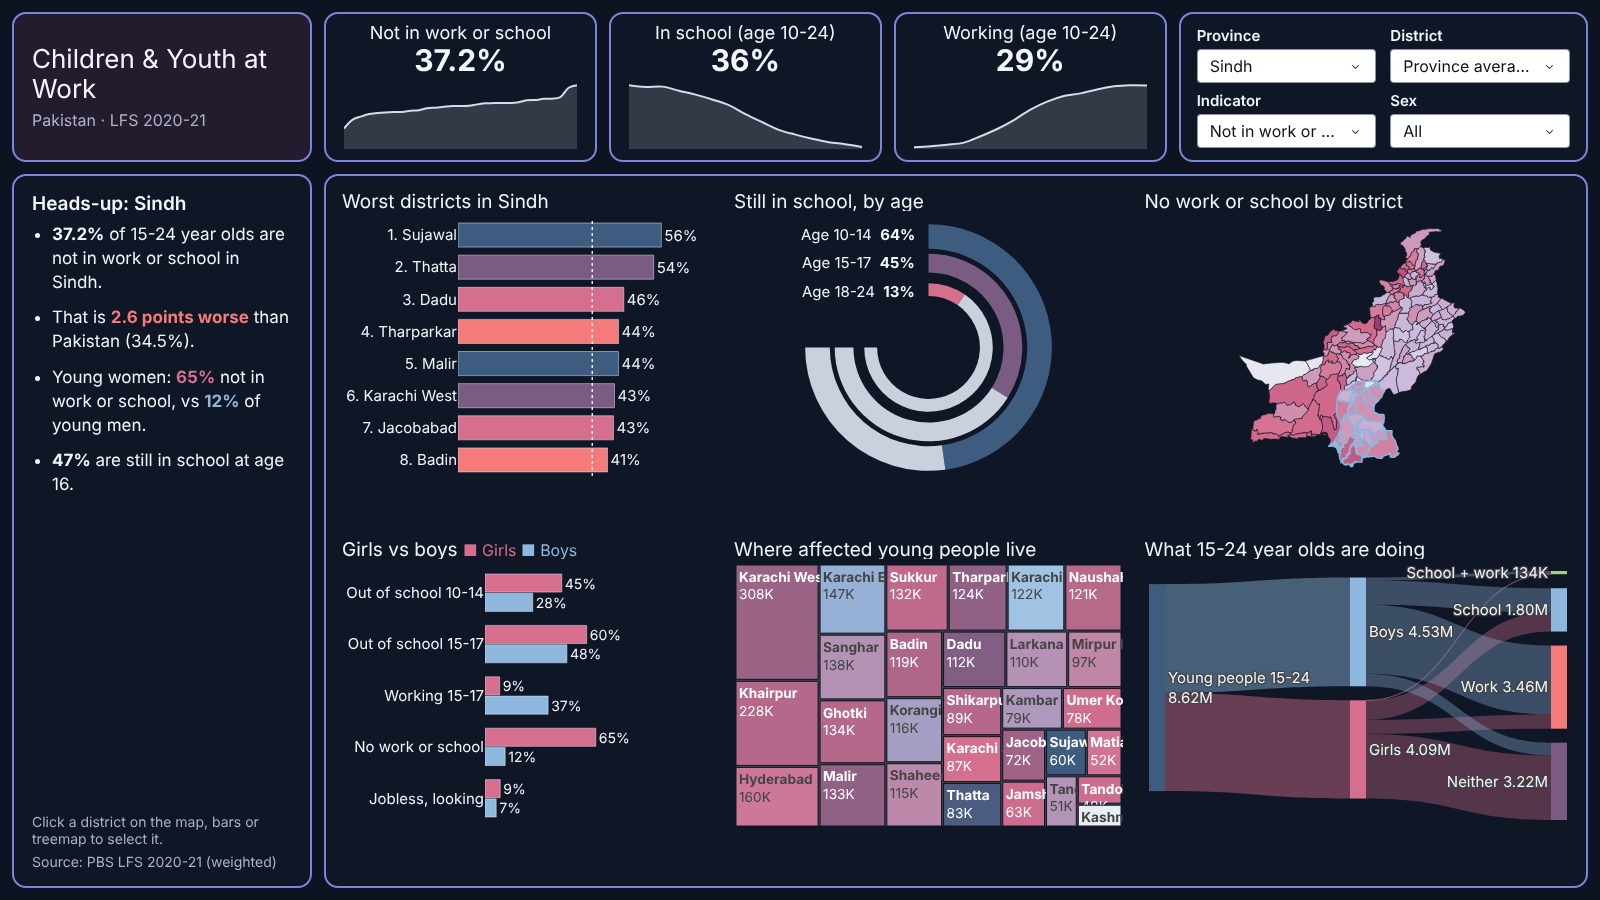 Children & Youth at
Work
Pakistan · LFS 2020-21
Not in work or school
37.2%
In school (age 10-24)
36%
Working (age 10-24)
29%
Province
Sindh
District
Province avera...
Indicator
Not in work or ...
Sex
All
Heads-up: Sindh
• 37.2% of 15-24 year olds are
not in work or school in
Sindh.
• That is 2.6 points worse than
Pakistan (34.5%).
• Young women: 65% not in
work or school, vs 12% of
young men.
• 47% are still in school at age
16.
Click a district on the map, bars or
treemap to select it.
Source: PBS LFS 2020-21 (weighted)
Worst districts in Sindh
1. Sujawal 56%
2. Thatta 54%
3. Dadu 46%
4. Tharparkar 44%
5. Malir 44%
6. Karachi West 43%
7. Jacobabad 43%
8. Badin 41%
Still in school, by age
Age 10-14 64%
Age 15-17 45%
Age 18-24 13%
No work or school by district
Girls vs boys Girls Boys
Out of school 10-14 45%
28%
Out of school 15-17 60%
48%
Working 15-17 9%
37%
No work or school 65%
12%
Jobless, looking 9%
7%
Where affected young people live
Karachi Wes
308K
Khairpur
228K
Hyderabad
160K
Karachi E
147K
Sanghar
138K
Ghotki
134K
Malir
133K
Sukkur
132K
Tharpar
124K
Karachi
122K
Naushal
121K
Badin
119K
Dadu
112K
Larkana
110K
Mirpur
97K
Korangi
116K
Shahee
115K
Shikarpu
89K
Kambar
79K
Umer Ko
78K
Karachi
87K
Thatta
83K
Jacob
72K
Sujaw
60K
Matia
52K
Jamsh
63K
Tand
51K
Tando
Kashn
What 15-24 year olds are doing
School + work 134K
School 1.80M
Boys 4.53M
Young people 15-24
8.62M
Work 3.46M
Girls 4.09M
Neither 3.22M